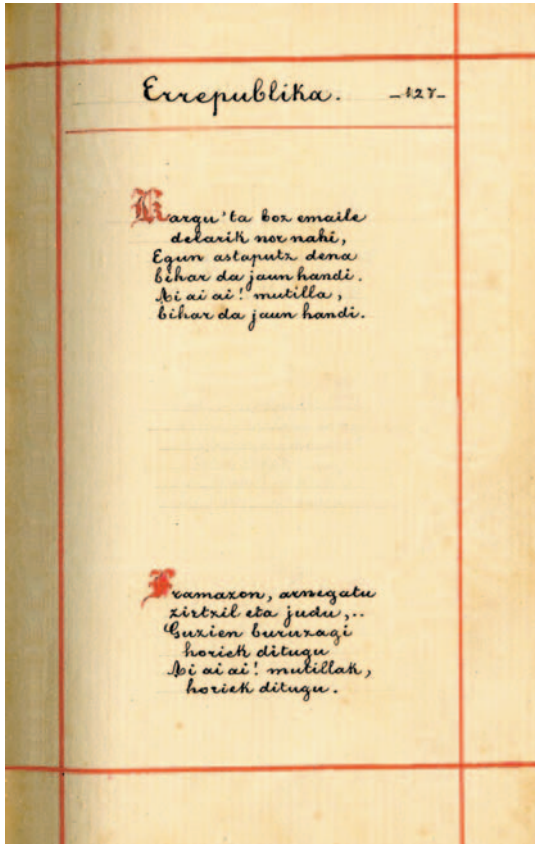 Errepublika. -127-
Kargu'ta boz emaile
delarik nor nahi,
Egun astaputz dena
bihar da jaun handi.
Ai ai ai! mutilla,
bihar da jaun handi.
Framazon, arnegatu
zirtzil eta judu,..
Guzien buruzagi
horiek ditugu
Ai ai ai! mutillak,
horiek ditugu.